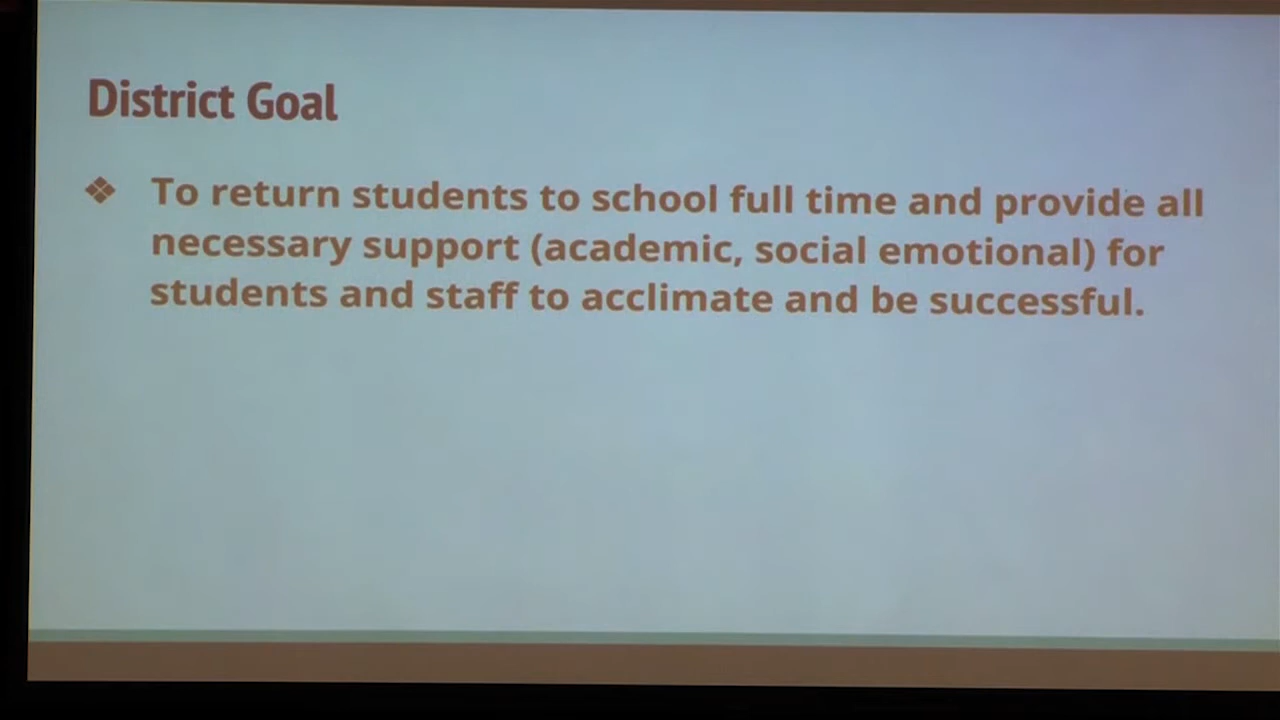 District Goal
❖ To return students to school full time and provide all
necessary support (academic, social emotional) for
students and staff to acclimate and be successful.